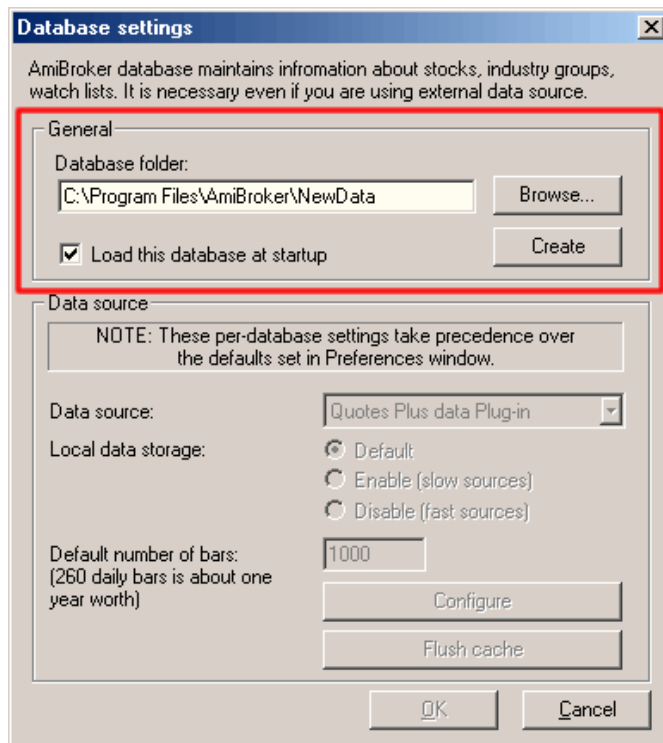 Database settings
AmiBroker database maintains infromation about stocks, industry groups,
watch lists. It is necessary even if you are using external data source.
General
Database folder:
C:\Program Files\AmiBroker\NewData
Browse...
Load this database at startup
Create
Data source
NOTE: These per-database settings take precedence over
the defaults set in Preferences window.
Data source:
Quotes Plus data Plug-in
Local data storage:
Default
Enable (slow sources)
Disable (fast sources)
Default number of bars:
1000
(260 daily bars is about one
year worth)
Configure
Flush cache
OK
Cancel